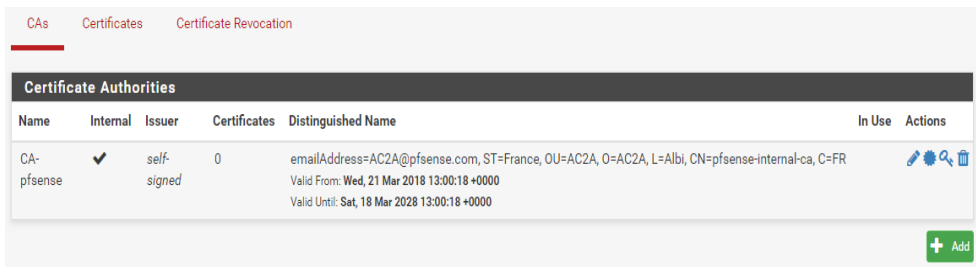 CAs Certificates Certificate Revocation
Certificate Authorities
Name Internal Issuer Certificates Distinguished Name In Use Actions
CA- self- 0 emailAddress=AC2A@pfsense.com, ST=France, OU=AC2A, O=AC2A, L=Albi, CN=pfsense-internal-ca, C=FR
pfsense signed Valid From: Wed, 21 Mar 2018 13:00:18 +0000
Valid Until: Sat, 18 Mar 2028 13:00:18 +0000
Add